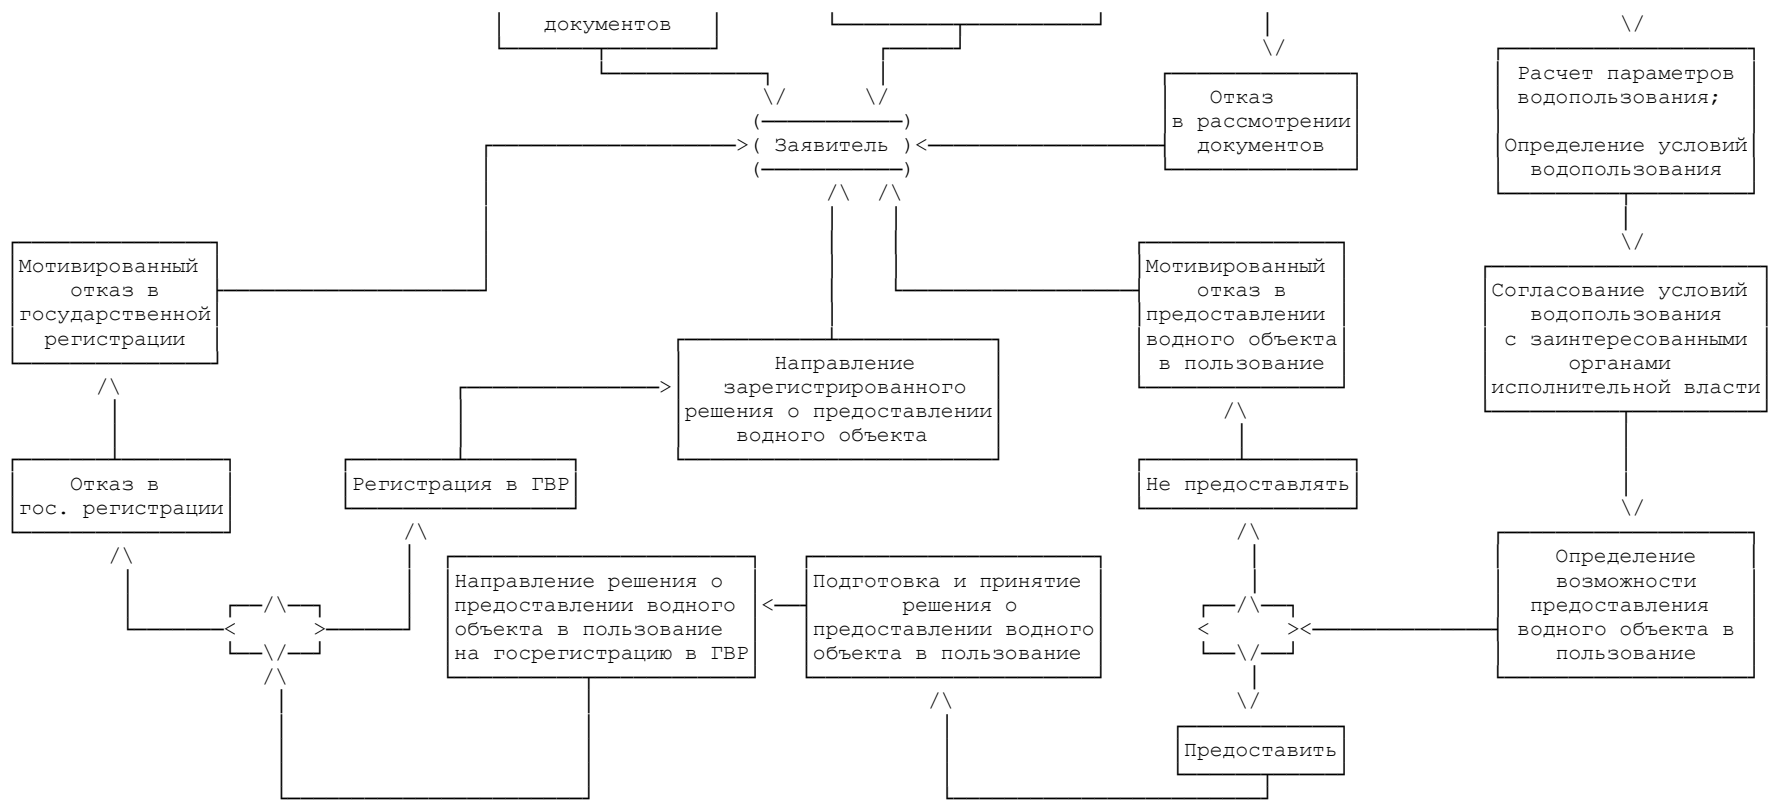 документов
Расчет параметров
водопользования;
Определение условий
водопользования
Отказ
в рассмотрении
документов
Заявитель
Мотивированный
отказ в
государственной
регистрации
Мотивированный
отказ в
предоставлении
водного объекта
в пользование
Согласование условий
водопользования
с заинтересованными
органами
исполнительной власти
Направление
зарегистрированного
решения о предоставлении
водного объекта
Отказ в
гос. регистрации
Регистрация в ГВР
Не предоставлять
Направление решения о
предоставлении водного
объекта в пользование
на госрегистрацию в ГВР
Подготовка и принятие
решения о
предоставлении водного
объекта в пользование
Определение
возможности
предоставления
водного объекта в
пользование
Предоставить